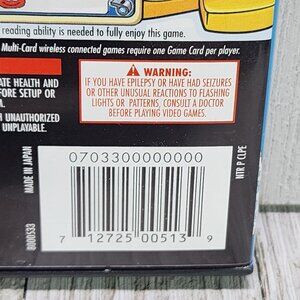 reading ability is needed to fully enjoy this game.
Multi-Card wireless connected games require one Game Card per player.
ATE HEALTH AND
FORE SETUP OR
H UNAUTHORIZED
UNPLAYABLE.
WARNING:
IF YOU HAVE EPILEPSY OR HAVE HAD SEIZURES
OR OTHER UNUSUAL REACTIONS TO FLASHING
LIGHTS OR PATTERNS, CONSULT A DOCTOR
BEFORE PLAYING VIDEO GAMES.
MADE IN JAPAN
8000533
0703300000000
7 12725 00513 9
NTR P CLPE